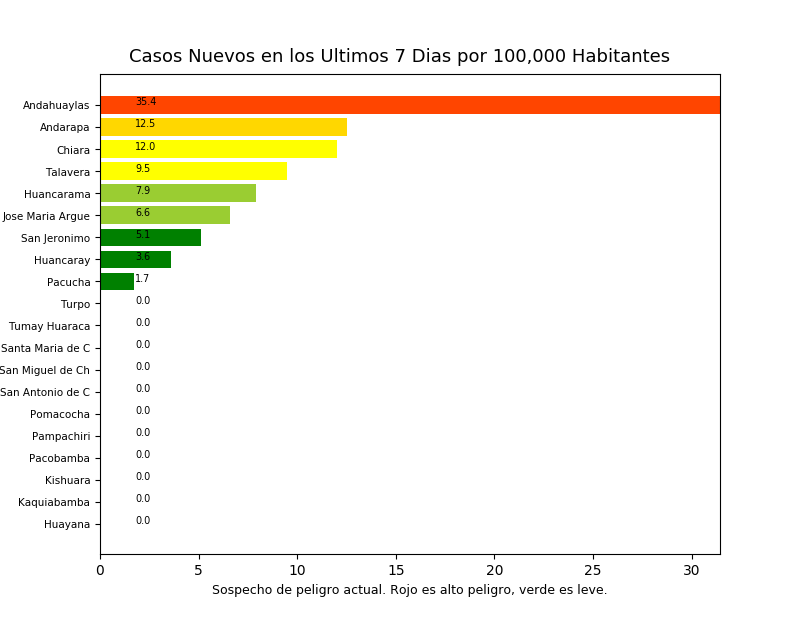 Casos Nuevos en los Ultimos 7 Dias por 100,000 Habitantes
Andahuaylas 35.4
Andarapa 12.5
Chiara 12.0
Talavera 9.5
Huancarama 7.9
Jose Maria Argue 6.6
San Jeronimo 5.1
Huancaray 3.6
Pacucha 1.7
Turpo 0.0
Tumay Huaraca 0.0
Santa Maria de C 0.0
San Miguel de Ch 0.0
San Antonio de C 0.0
Pomacocha 0.0
Pampachiri 0.0
Pacobamba 0.0
Kishuara 0.0
Kaquiabamba 0.0
Huayana 0.0
0 5 10 15 20 25 30
Sospecho de peligro actual. Rojo es alto peligro, verde es leve.